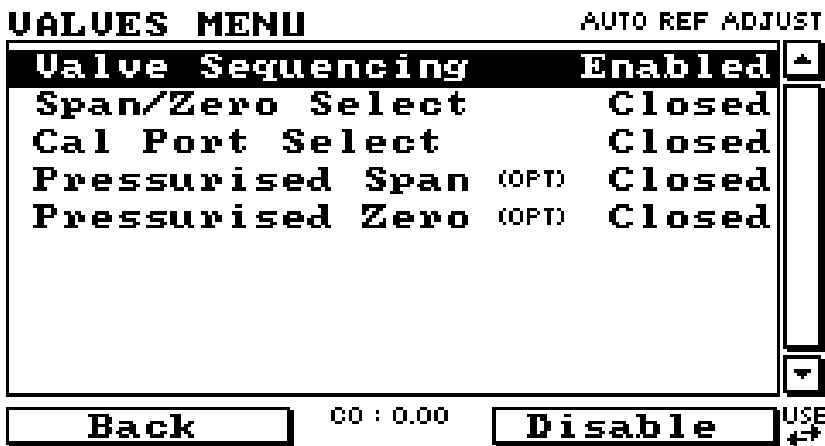 VALVES MENU AUTO REF ADJUST
Valve Sequencing Enabled
Span/Zero Select Closed
Cal Port Select Closed
Pressurised Span (OPT) Closed
Pressurised Zero (OPT) Closed
Back CO : 0.00 Disable USB